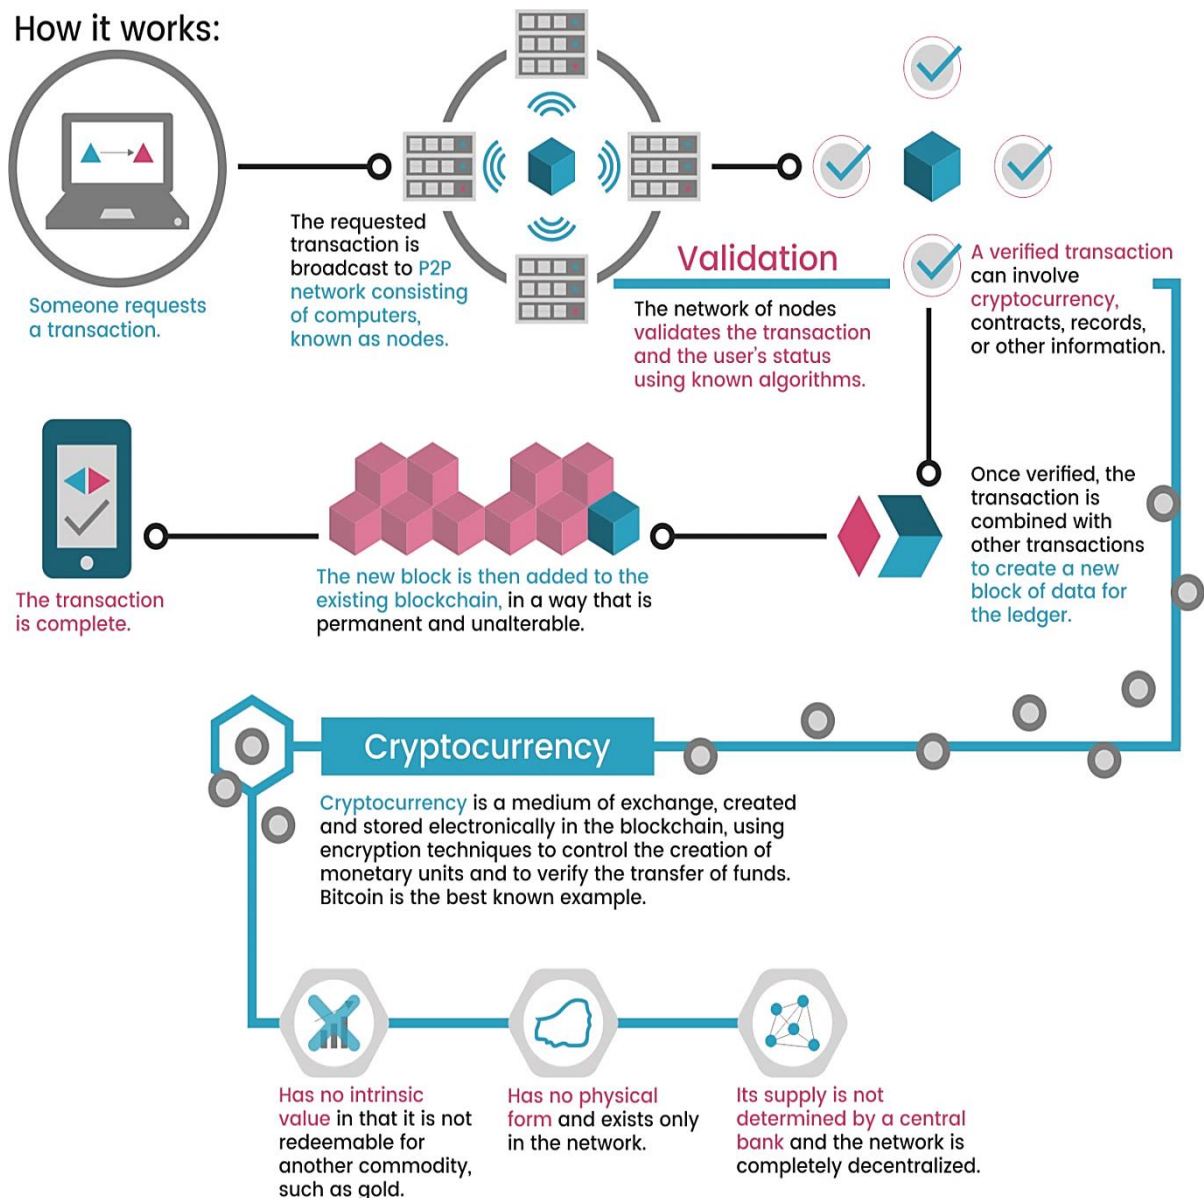 How it works:
Someone requests
a transaction.
The requested
transaction is
broadcast to P2P
network consisting
of computers,
known as nodes.
Validation
The network of nodes
validates the transaction
and the user's status
using known algorithms.
A verified transaction
can involve
cryptocurrency,
contracts, records,
or other information.
Once verified, the
transaction is
combined with
other transactions
to create a new
block of data for
the ledger.
The new block is then added to the
existing blockchain, in a way that is
permanent and unalterable.
The transaction
is complete.
Cryptocurrency
Cryptocurrency is a medium of exchange, created
and stored electronically in the blockchain, using
encryption techniques to control the creation of
monetary units and to verify the transfer of funds.
Bitcoin is the best known example.
Has no intrinsic
value in that it is not
redeemable for
another commodity,
such as gold.
Has no physical
form and exists only
in the network.
Its supply is not
determined by a central
bank and the network is
completely decentralized.